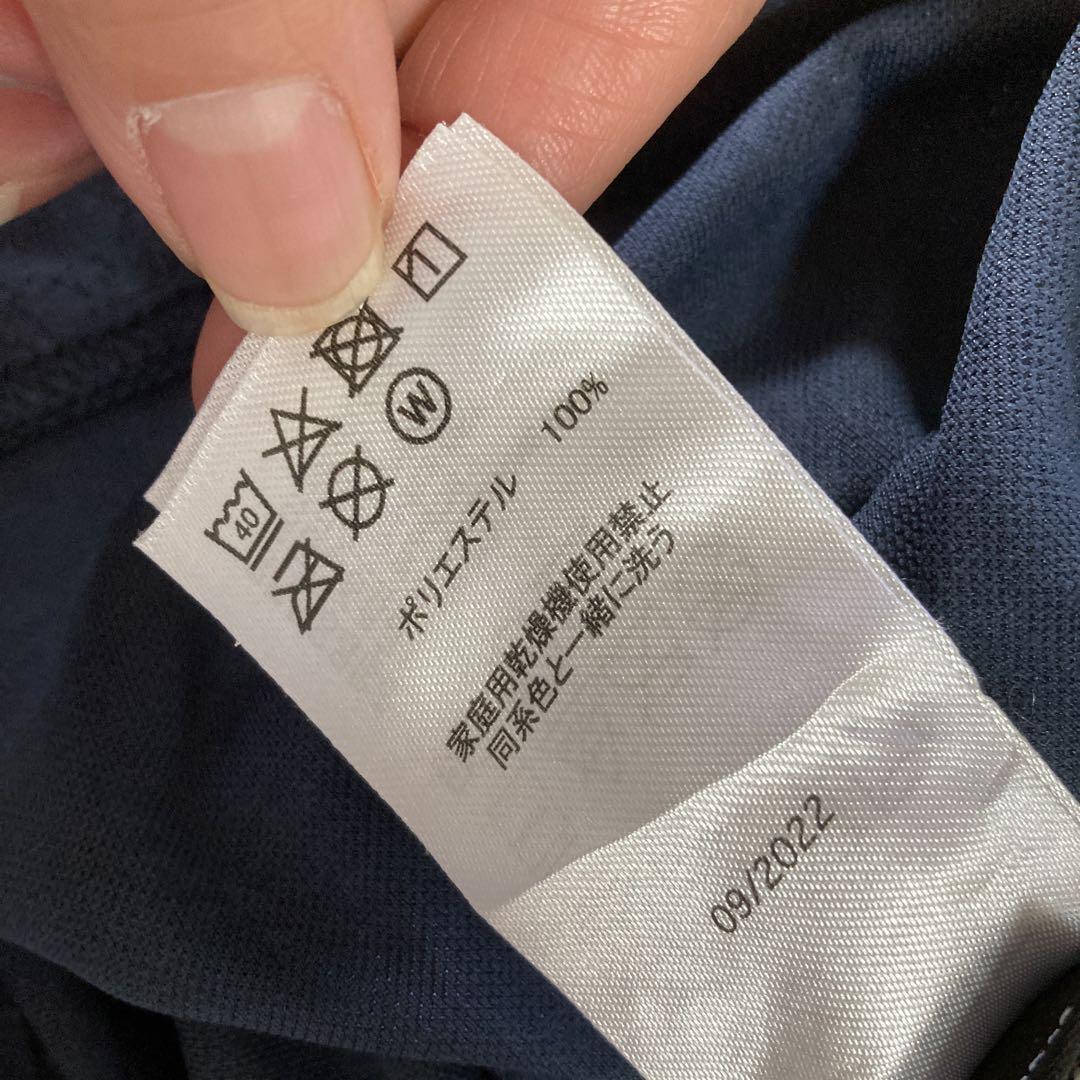 40
W
ポリエステル 100%
家庭用乾燥機使用禁止
同系色と一緒に洗う
09/2022